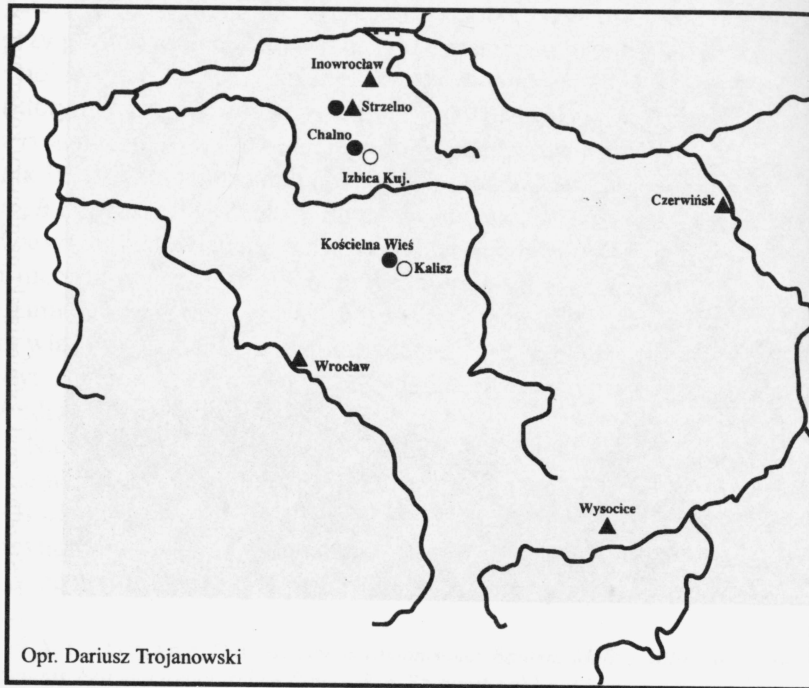 Inowrocław
Strzelno
Chalno
Izbica Kuj.
Czerwińsk
Kościelna Wieś
Kalisz
Wrocław
Wysocice
Opr. Dariusz Trojanowski